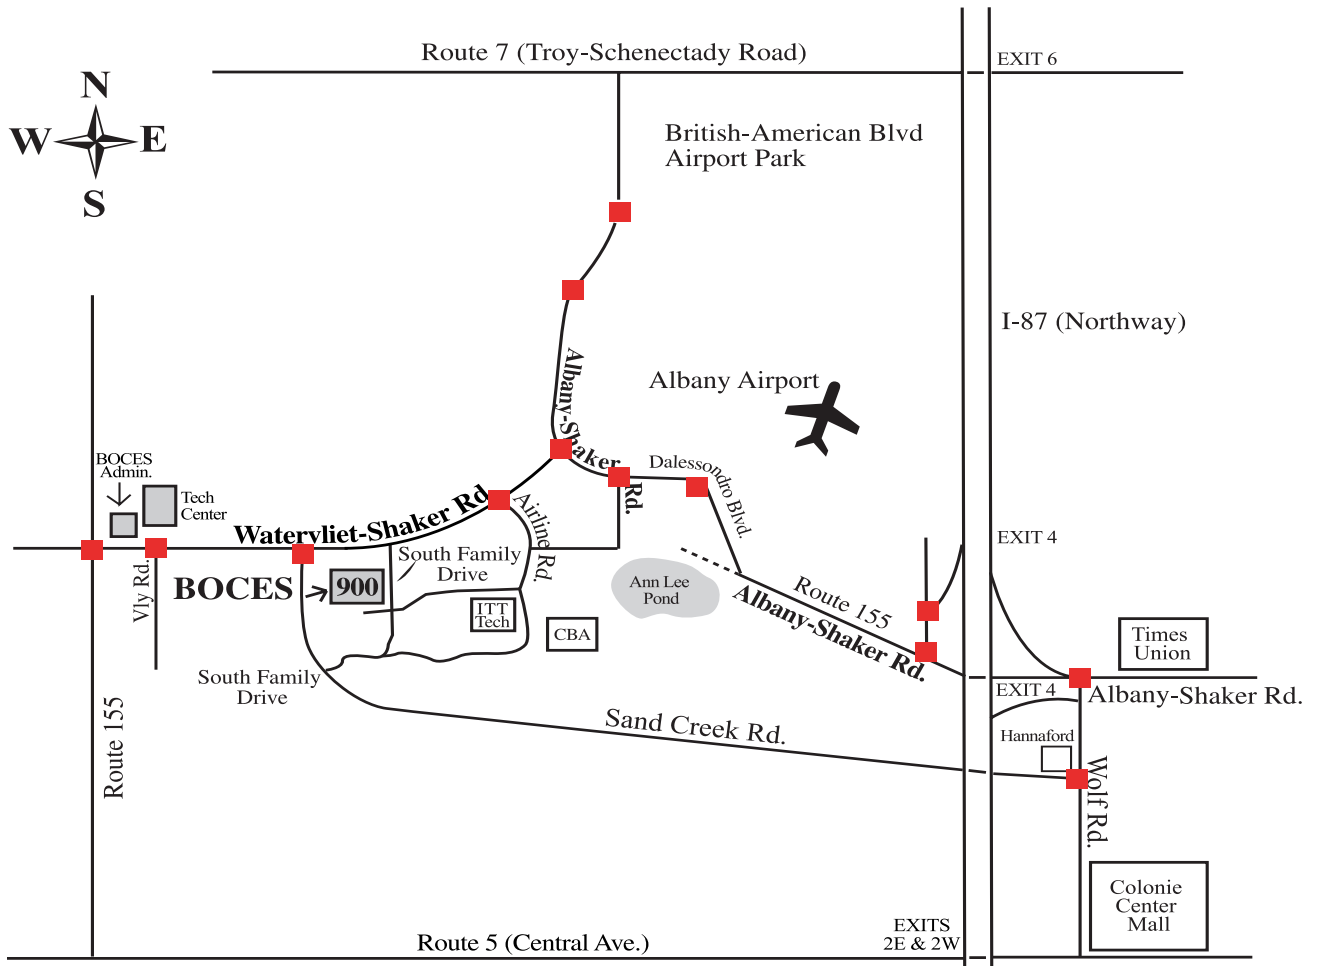 Route 7 (Troy-Schenectady Road)
EXIT 6
N
W E
S
British-American Blvd
Airport Park
I-87 (Northway)
Albany Airport
Albany-Shaker Rd.
Dalessondro Blvd.
BOCES
Admin.
Tech
Center
Watervliet-Shaker Rd.
Airline Rd.
EXIT 4
South Family
Drive
BOCES
900
Vly Rd.
ITT
Tech
CBA
Ann Lee
Pond
Route 155
Albany-Shaker Rd.
Times
Union
South Family
Drive
EXIT 4
Albany-Shaker Rd.
Route 155
Sand Creek Rd.
Hannaford
Wolf Rd.
Colonie
Center
Mall
EXITS
2E & 2W
Route 5 (Central Ave.)